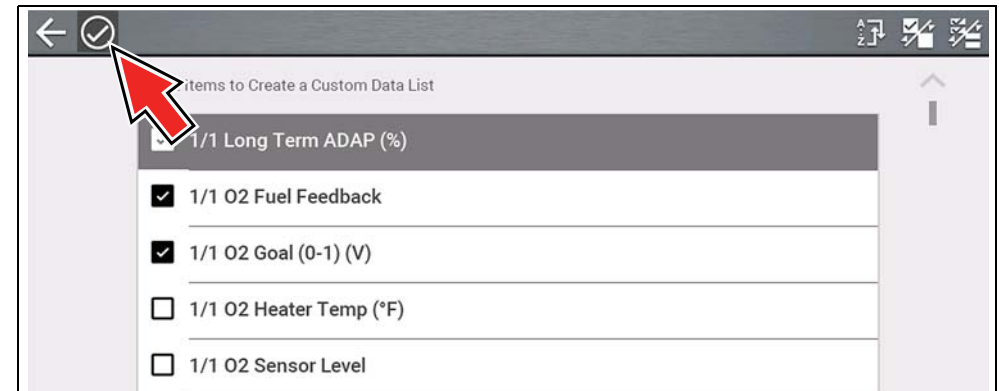 A
Z
items to Create a Custom Data List
1/1 Long Term ADAP (%)
1/1 O2 Fuel Feedback
1/1 O2 Goal (0-1) (V)
1/1 O2 Heater Temp (°F)
1/1 O2 Sensor Level